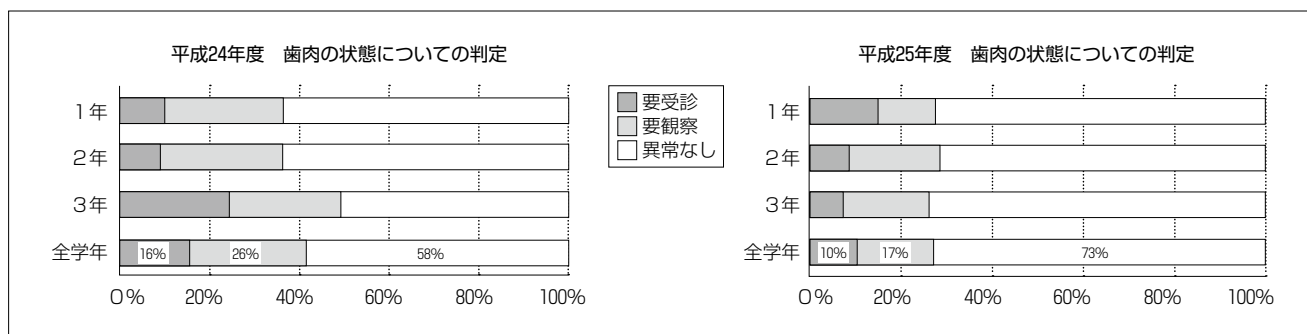 平成24年度　歯肉の状態についての判定
1年
2年
3年
全学年
16%
26%
58%
0%
20%
40%
60%
80%
100%
要受診
要観察
異常なし
平成25年度　歯肉の状態についての判定
1年
2年
3年
全学年
10%
17%
73%
0%
20%
40%
60%
80%
100%